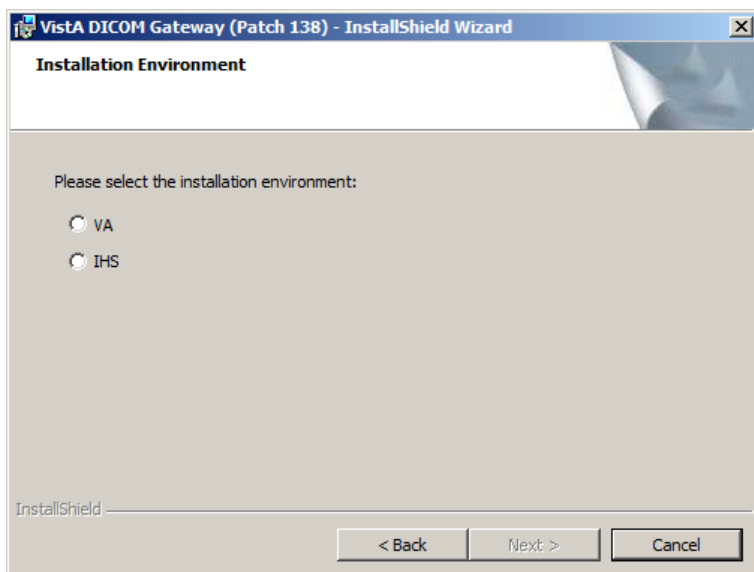 VistA DICOM Gateway (Patch 138) - InstallShield Wizard
Installation Environment
Please select the installation environment:
VA
IHS
InstallShield
< Back Next > Cancel